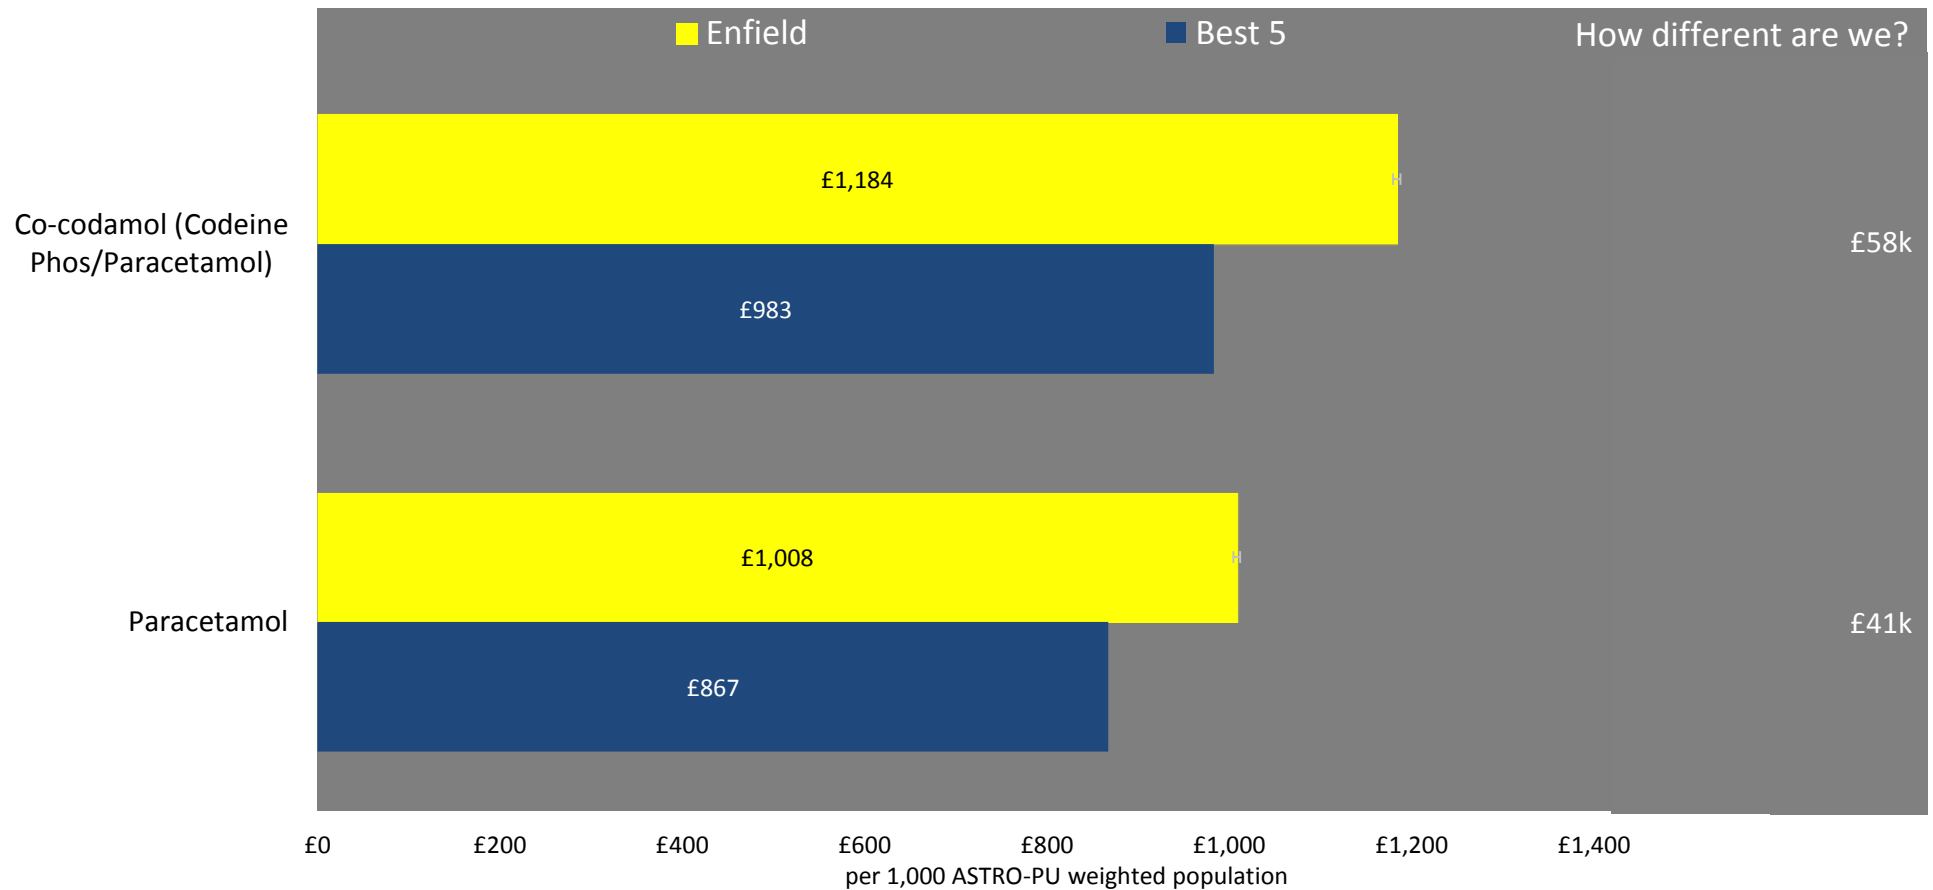 Enfield
Best 5
How different are we?
Co-codamol (Codeine
Phos/Paracetamol)
£1,184
£983
£58k
Paracetamol
£1,008
£867
£41k
£0 £200 £400 £600 £800 £1,000 £1,200 £1,400
per 1,000 ASTRO-PU weighted population